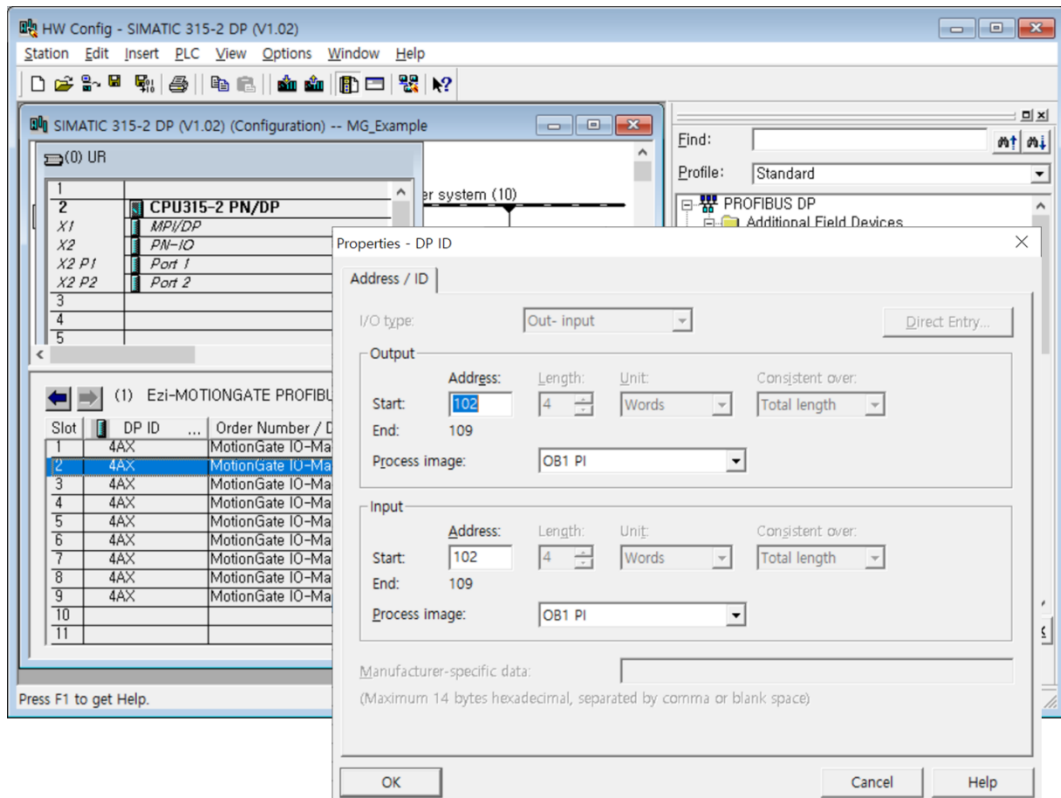 HW Config - SIMATIC 315-2 DP (V1.02)
Station Edit Insert PLC View Options Window Help
SIMATIC 315-2 DP (V1.02) (Configuration) -- MG_Example
(0) UR
1
2 CPU315-2 PN/DP
X1 MPI/DP
X2 PN-IO
X2 P1 Port 1
X2 P2 Port 2
3
4
5
er system (10)
Find:
Profile: Standard
PROFIBUS DP
Additional Field Devices
(1) Ezi-MOTIONGATE PROFIBU
Slot DP ID ... Order Number / D
1 4AX MotionGate IO-Ma
2 4AX MotionGate IO-Ma
3 4AX MotionGate IO-Ma
4 4AX MotionGate IO-Ma
5 4AX MotionGate IO-Ma
6 4AX MotionGate IO-Ma
7 4AX MotionGate IO-Ma
8 4AX MotionGate IO-Ma
9 4AX MotionGate IO-Ma
10
11
Press F1 to get Help.
Properties - DP ID
Address / ID
I/O type: Out- input Direct Entry...
Output
Address: Length: Unit: Consistent over:
Start: 102 4 Words Total length
End: 109
Process image: OB1 PI
Input
Address: Length: Unit: Consistent over:
Start: 102 4 Words Total length
End: 109
Process image: OB1 PI
Manufacturer-specific data:
(Maximum 14 bytes hexadecimal, separated by comma or blank space)
OK Cancel Help